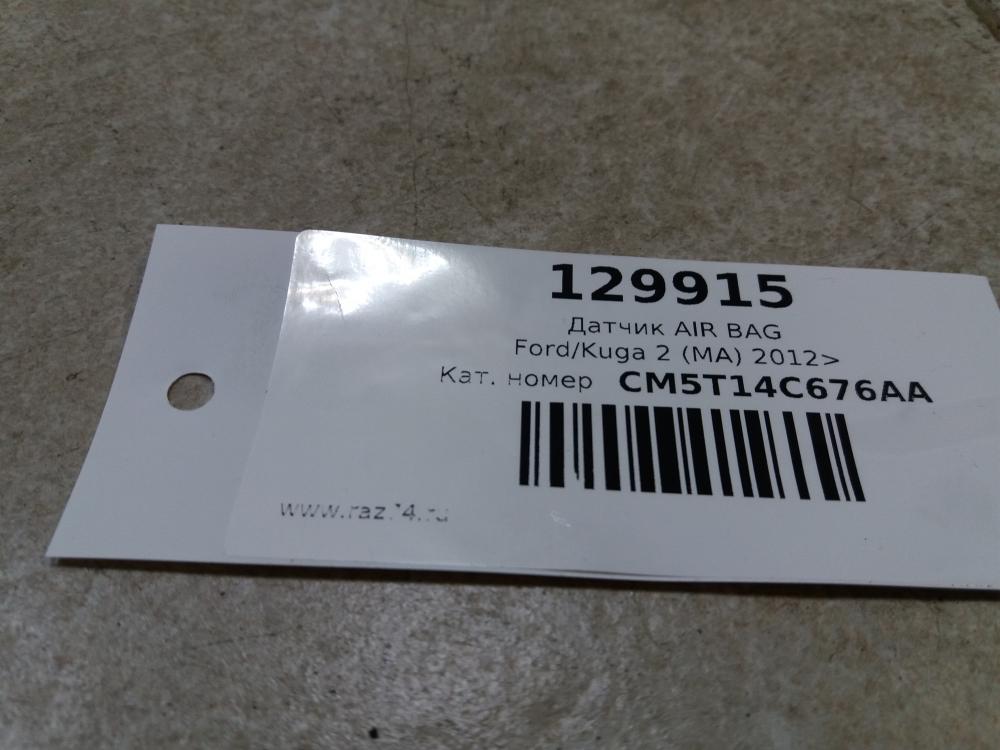 129915
Датчик AIR BAG
Ford/Kuga 2 (MA) 2012>
Кат. номер CM5T14C676AA